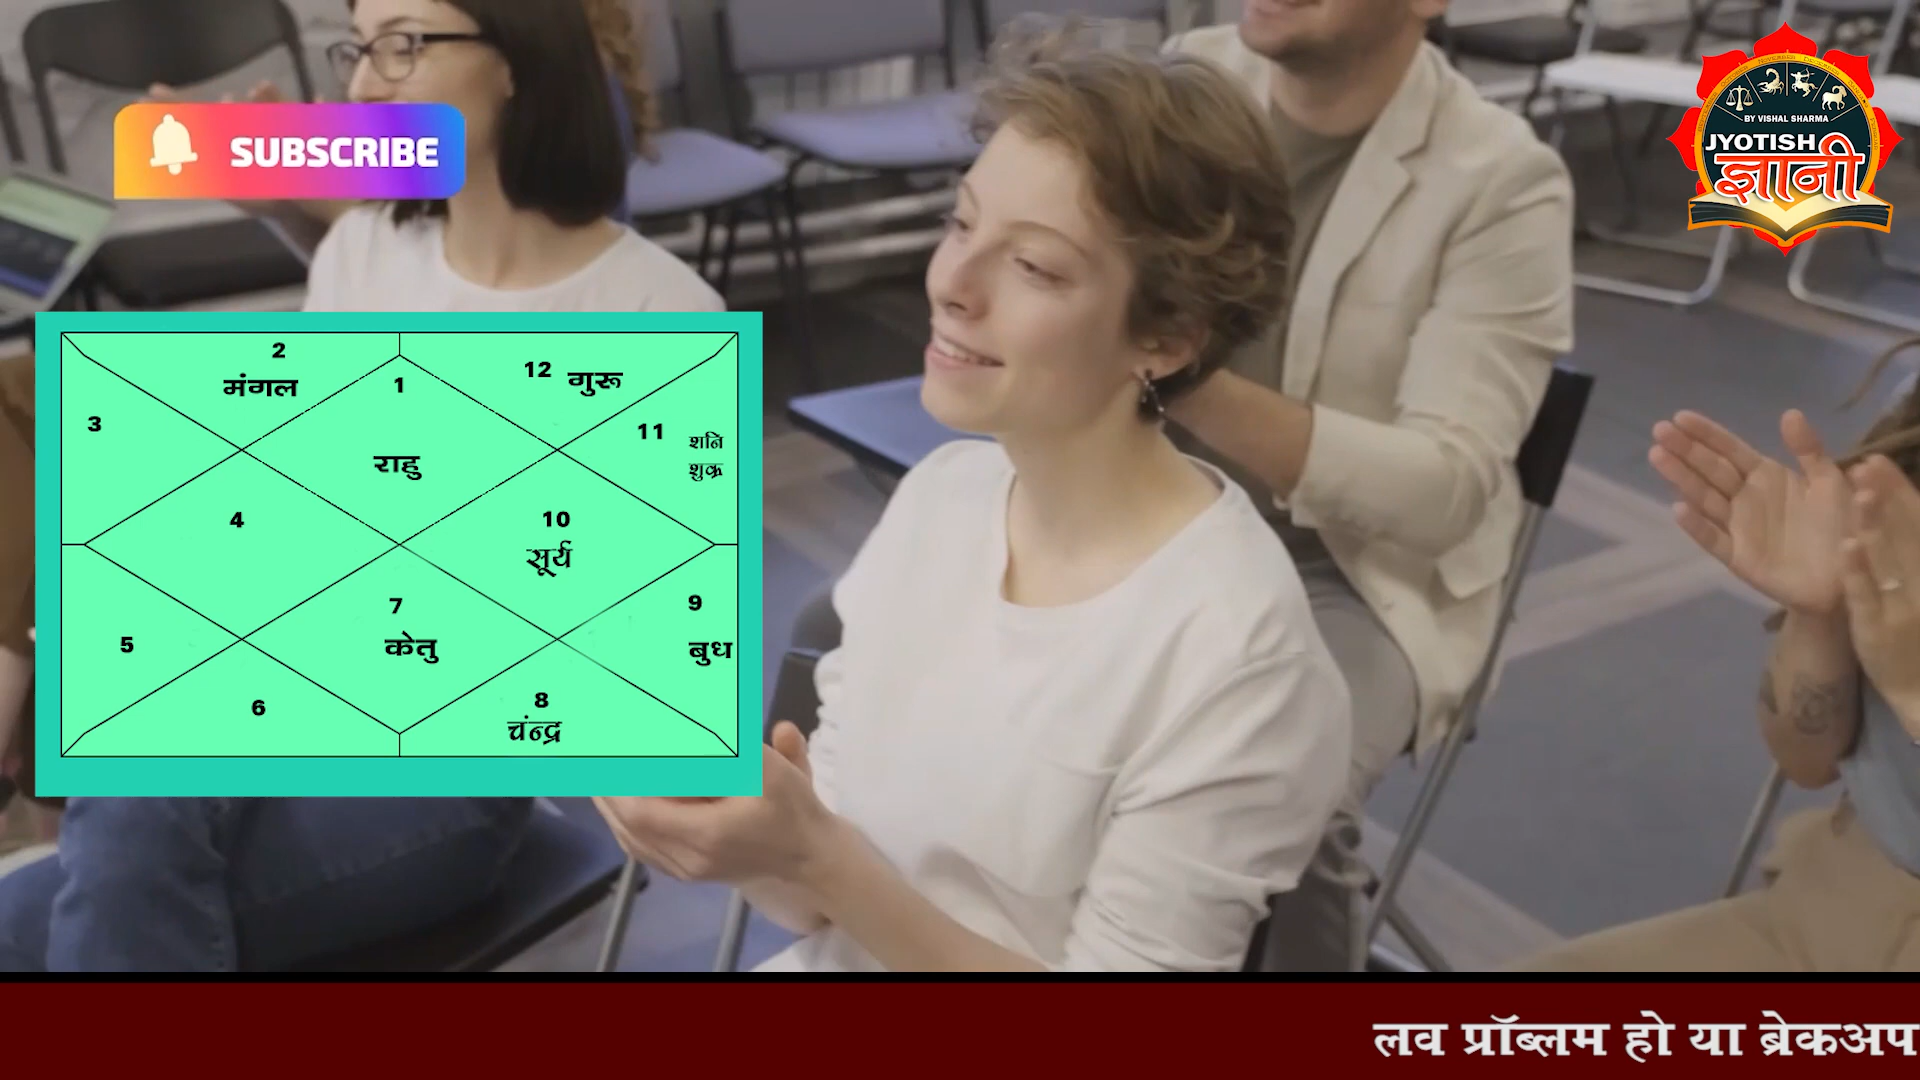 SUBSCRIBE
BY VISHAL SHARMA
JYOTISH
ज्ञानी
2
मंगल
1
राहु
12 गुरू
11 शनि
शुक्र
3
4
10
सूर्य
5
7
केतु
9
बुध
6
8
चंन्द्र
लव प्रॉब्लम हो या ब्रेकअप